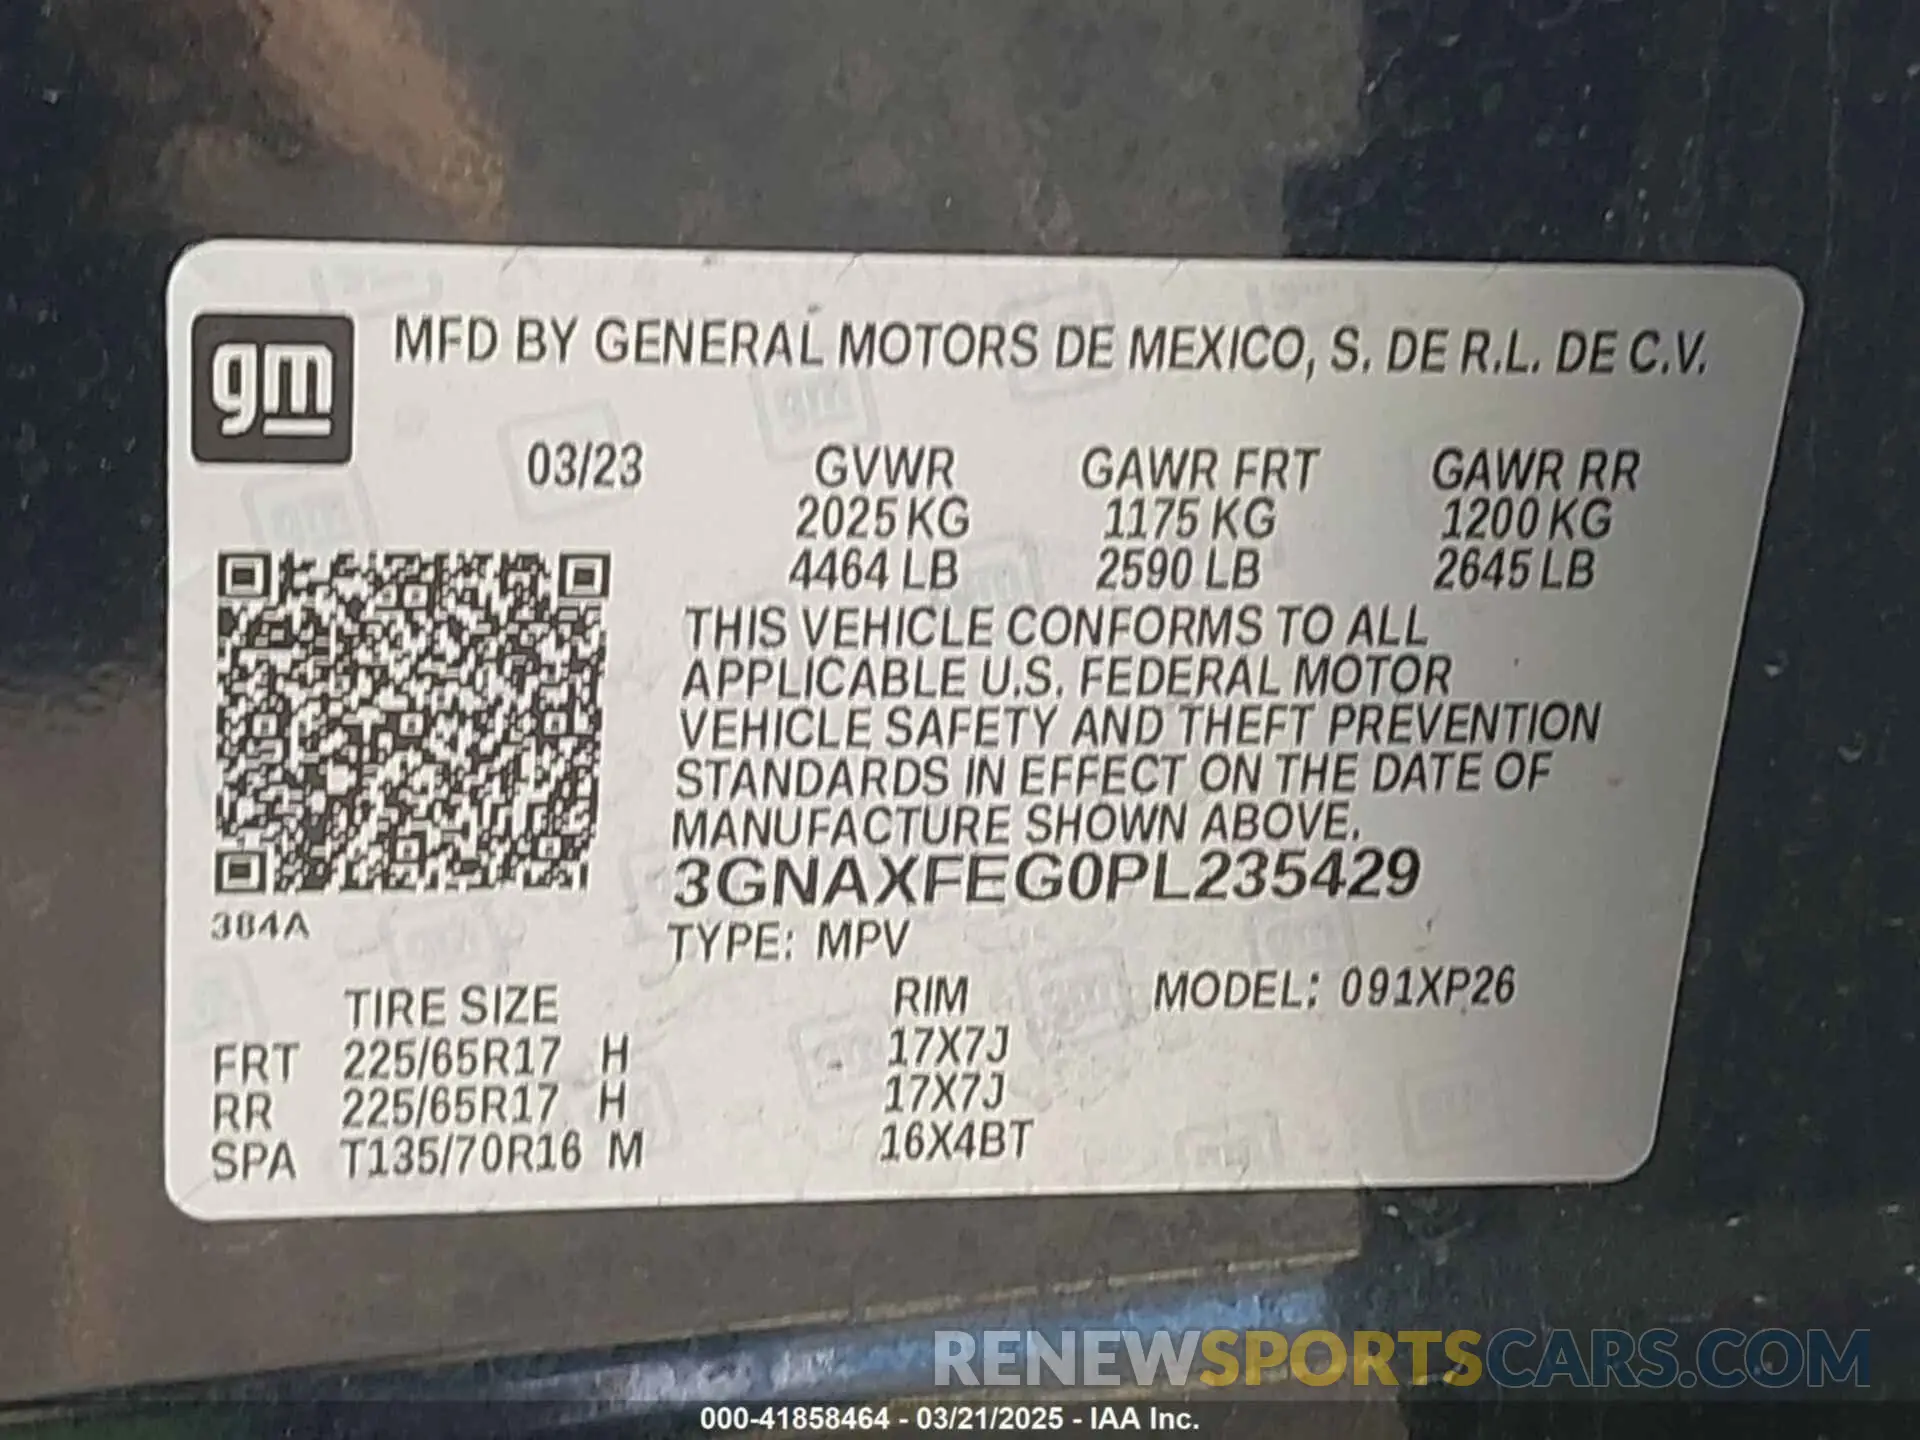 gm
MFD BY GENERAL MOTORS DE MEXICO, S. DE R.L. DE C.V.
03/23 GVWR GAWR FRT GAWR RR
2025 KG 1175 KG 1200 KG
4464 LB 2590 LB 2645 LB
THIS VEHICLE CONFORMS TO ALL
APPLICABLE U.S. FEDERAL MOTOR
VEHICLE SAFETY AND THEFT PREVENTION
STANDARDS IN EFFECT ON THE DATE OF
MANUFACTURE SHOWN ABOVE.
3GNAXFEG0PL235429
384A
TYPE: MPV
TIRE SIZE RIM MODEL: 091XP26
FRT 225/65R17 H 17X7J
RR 225/65R17 H 17X7J
SPA T135/70R16 M 16X4BT
RENEWSPORTSCARS.COM
000-41858464 - 03/21/2025 - IAA Inc.